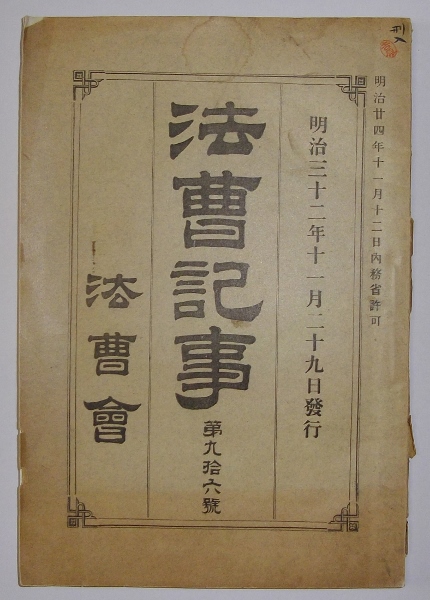 明治廿四年十一月十二日內務省許可
明治三十二年十一月二十九日發行
法曹記事
第九拾六號
法曹會